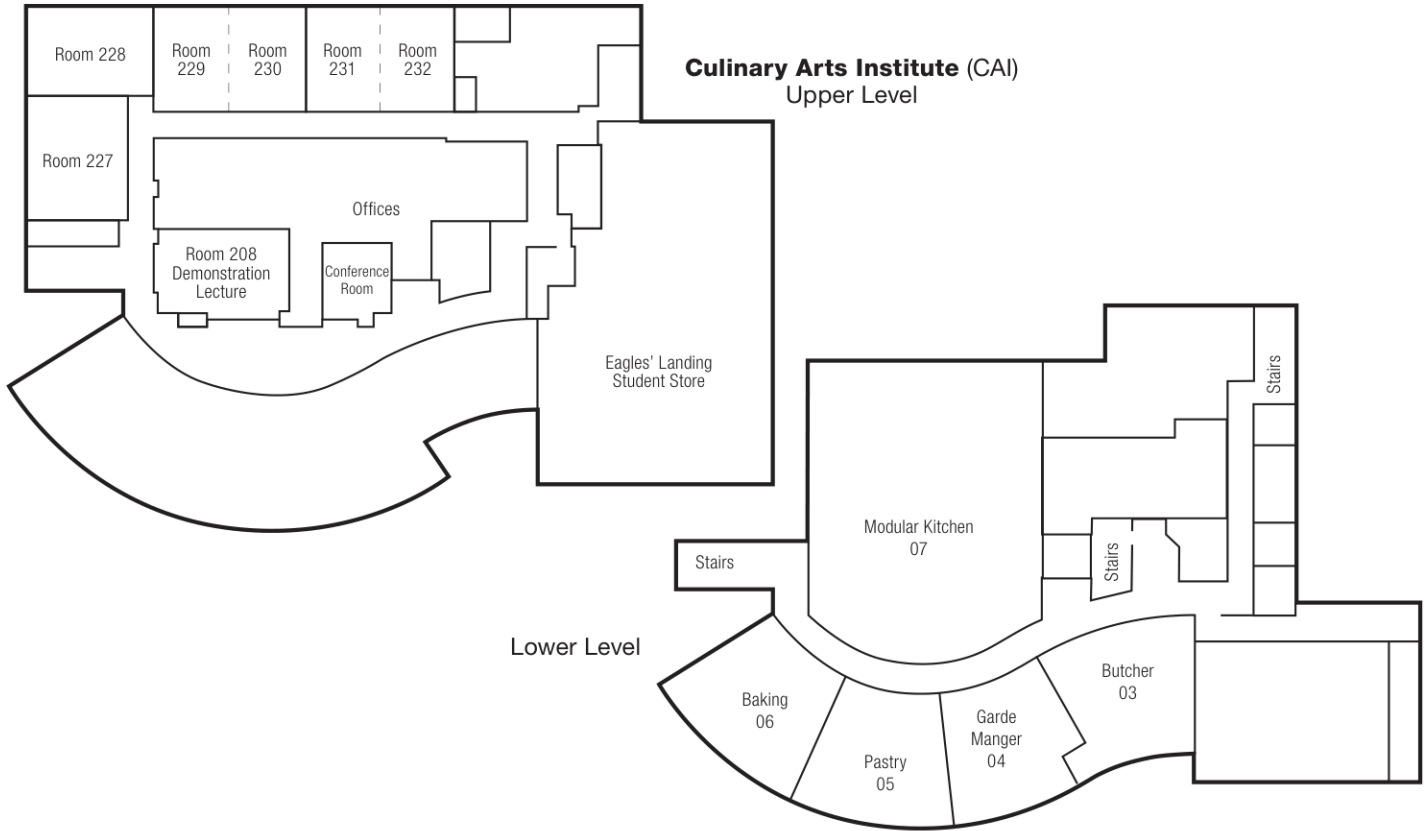 Room 228
Room
229
Room
230
Room
231
Room
232
Culinary Arts Institute (CAI)
Upper Level
Room 227
Offices
Room 208
Demonstration
Lecture
Conference
Room
Eagles' Landing
Student Store
Stairs
Modular Kitchen
07
Stairs
Stairs
Lower Level
Baking
06
Pastry
05
Garde
Manger
04
Butcher
03